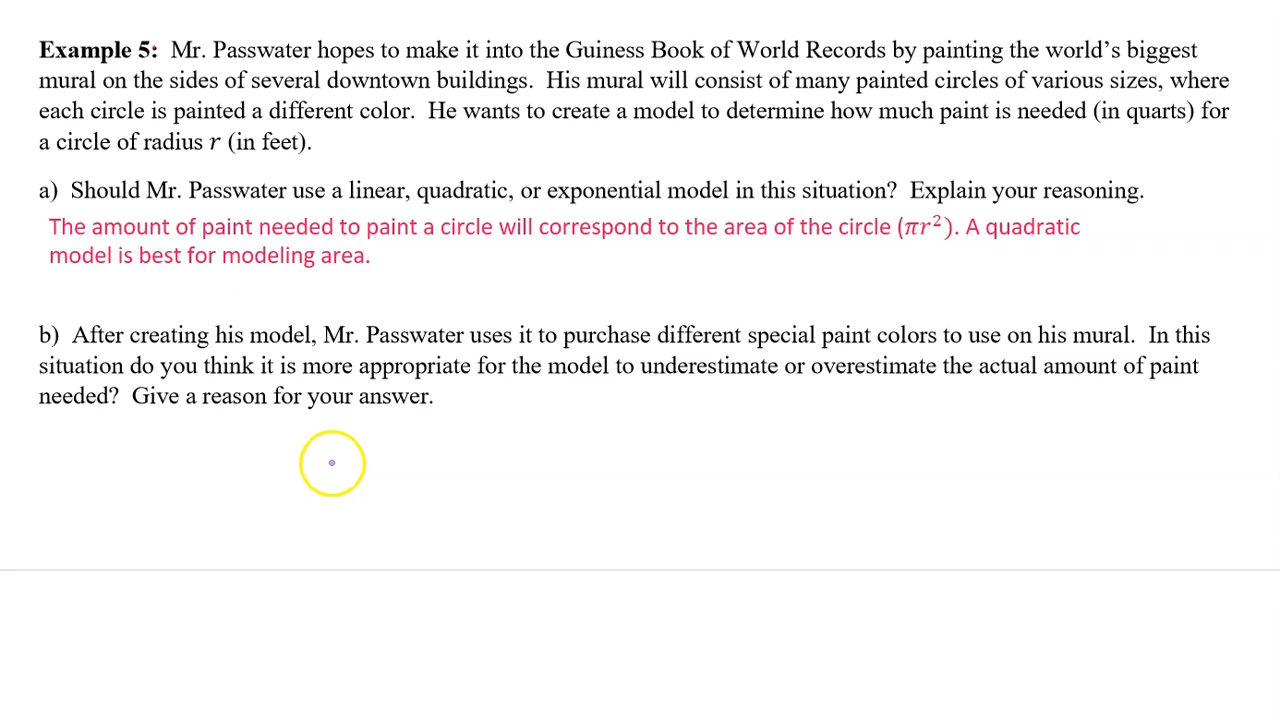 Example 5: Mr. Passwater hopes to make it into the Guiness Book of World Records by painting the world’s biggest
mural on the sides of several downtown buildings. His mural will consist of many painted circles of various sizes, where
each circle is painted a different color. He wants to create a model to determine how much paint is needed (in quarts) for
a circle of radius r (in feet).
a) Should Mr. Passwater use a linear, quadratic, or exponential model in this situation? Explain your reasoning.
The amount of paint needed to paint a circle will correspond to the area of the circle (πr²). A quadratic
model is best for modeling area.
b) After creating his model, Mr. Passwater uses it to purchase different special paint colors to use on his mural. In this
situation do you think it is more appropriate for the model to underestimate or overestimate the actual amount of paint
needed? Give a reason for your answer.